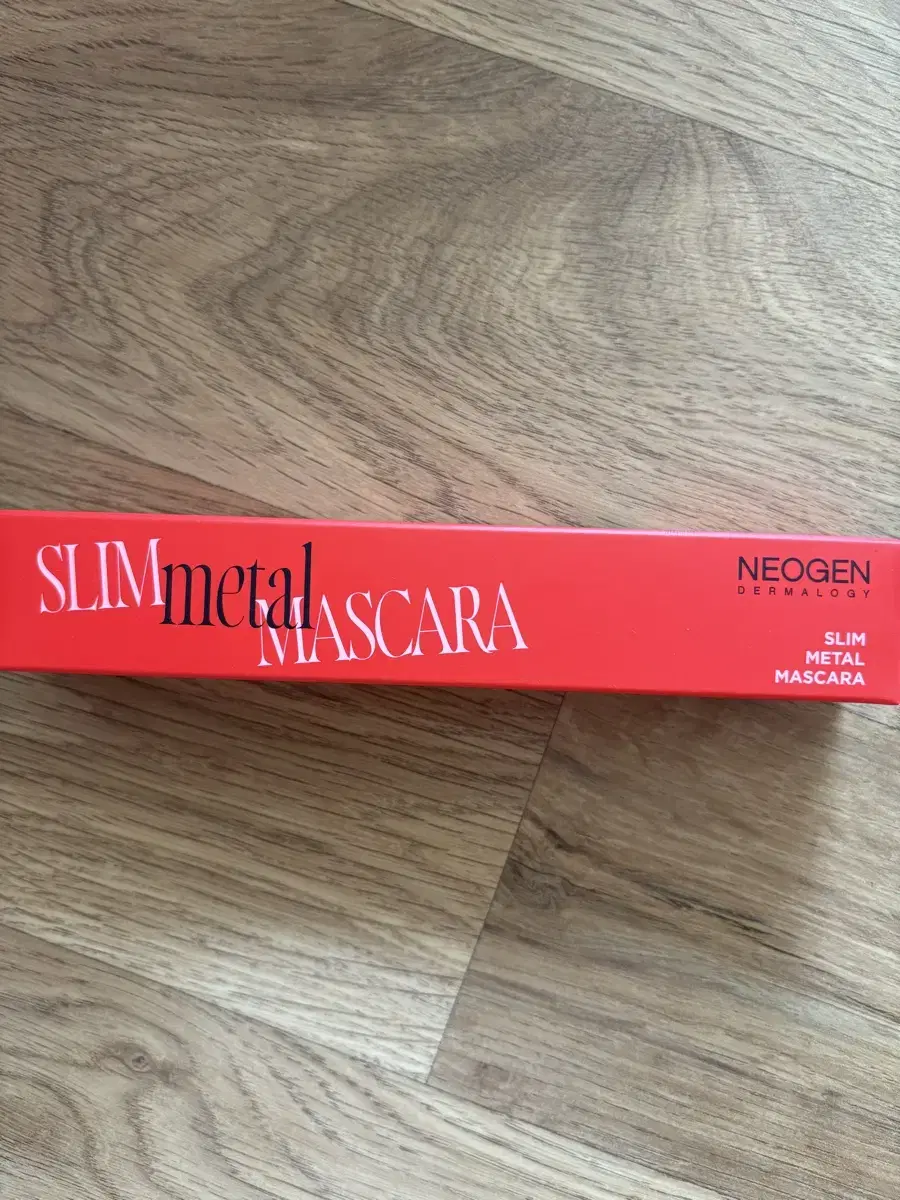 SLIM metal
MASCARA
NEOGEN
DERMALOGY
SLIM
METAL
MASCARA